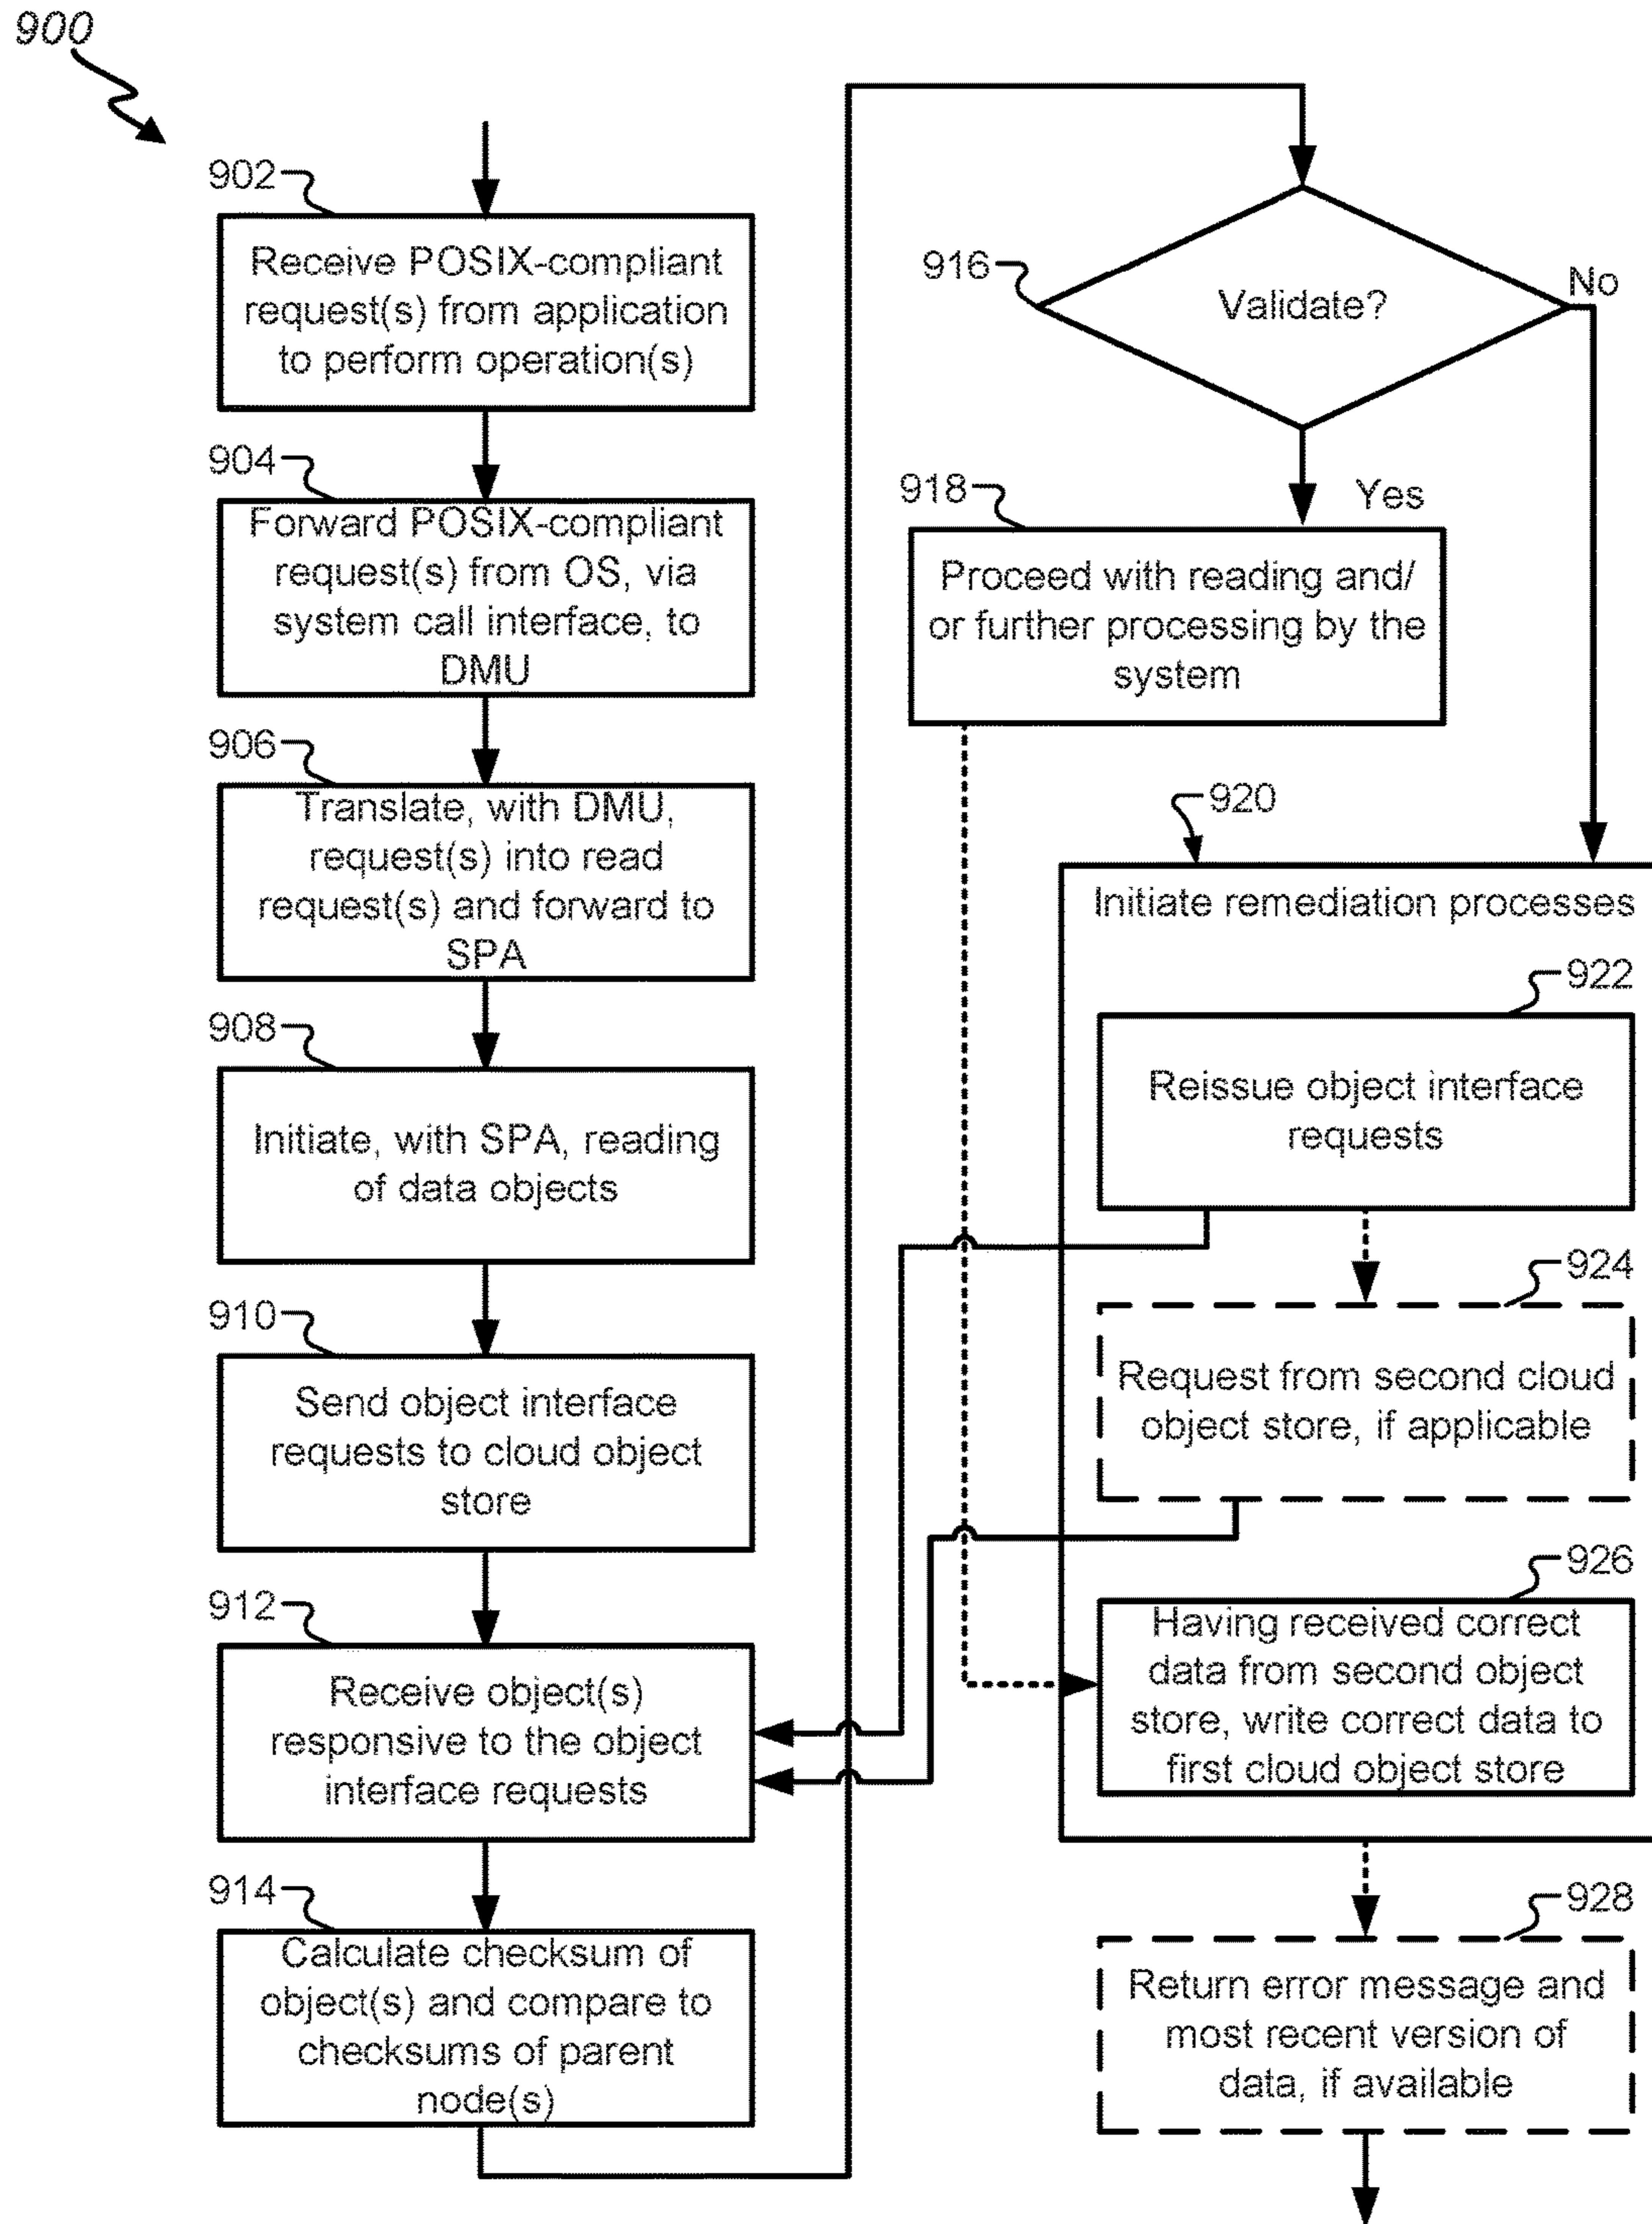 900
902
Receive POSIX-compliant
request(s) from application
to perform operation(s)
904
Forward POSIX-compliant
request(s) from OS, via
system call interface, to
DMU
906
Translate, with DMU,
request(s) into read
request(s) and forward to
SPA
908
Initiate, with SPA, reading
of data objects
910
Send object interface
requests to cloud object
store
912
Receive object(s)
responsive to the object
interface requests
914
Calculate checksum of
object(s) and compare to
checksums of parent
node(s)
916
Validate?
No
Yes
918
Proceed with reading and/
or further processing by the
system
920
Initiate remediation processes
922
Reissue object interface
requests
924
Request from second cloud
object store, if applicable
926
Having received correct
data from second object
store, write correct data to
first cloud object store
928
Return error message and
most recent version of
data, if available